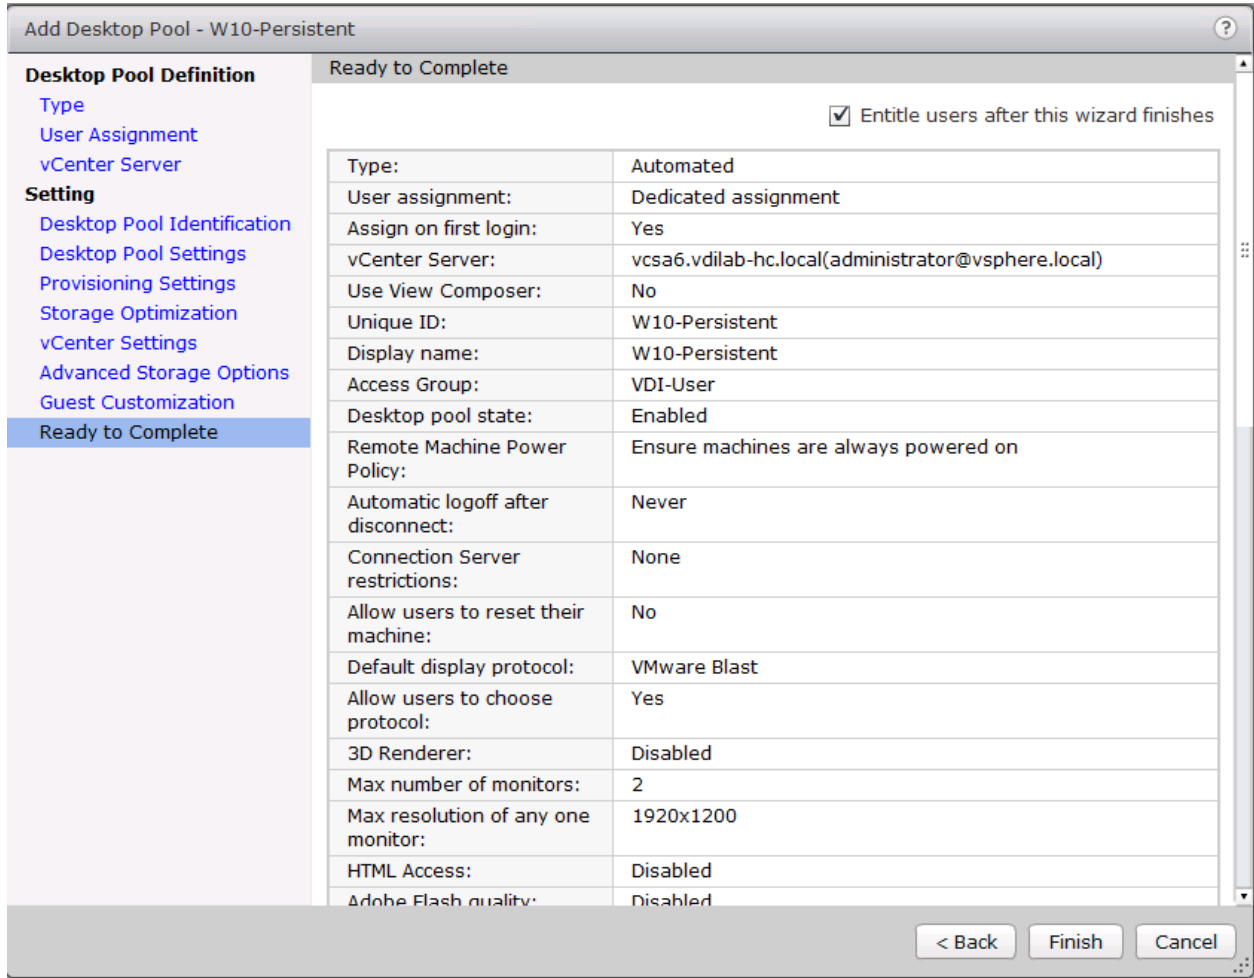 Add Desktop Pool - W10-Persistent
?
Desktop Pool Definition
Type
User Assignment
vCenter Server
Setting
Desktop Pool Identification
Desktop Pool Settings
Provisioning Settings
Storage Optimization
vCenter Settings
Advanced Storage Options
Guest Customization
Ready to Complete
Ready to Complete
Entitle users after this wizard finishes
Type: Automated
User assignment: Dedicated assignment
Assign on first login: Yes
vCenter Server: vcsa6.vdilab-hc.local(administrator@vsphere.local)
Use View Composer: No
Unique ID: W10-Persistent
Display name: W10-Persistent
Access Group: VDI-User
Desktop pool state: Enabled
Remote Machine Power Ensure machines are always powered on
Policy:
Automatic logoff after Never
disconnect:
Connection Server None
restrictions:
Allow users to reset their No
machine:
Default display protocol: VMware Blast
Allow users to choose Yes
protocol:
3D Renderer: Disabled
Max number of monitors: 2
Max resolution of any one 1920x1200
monitor:
HTML Access: Disabled
Adobe Flash quality: Disabled
< Back Finish Cancel